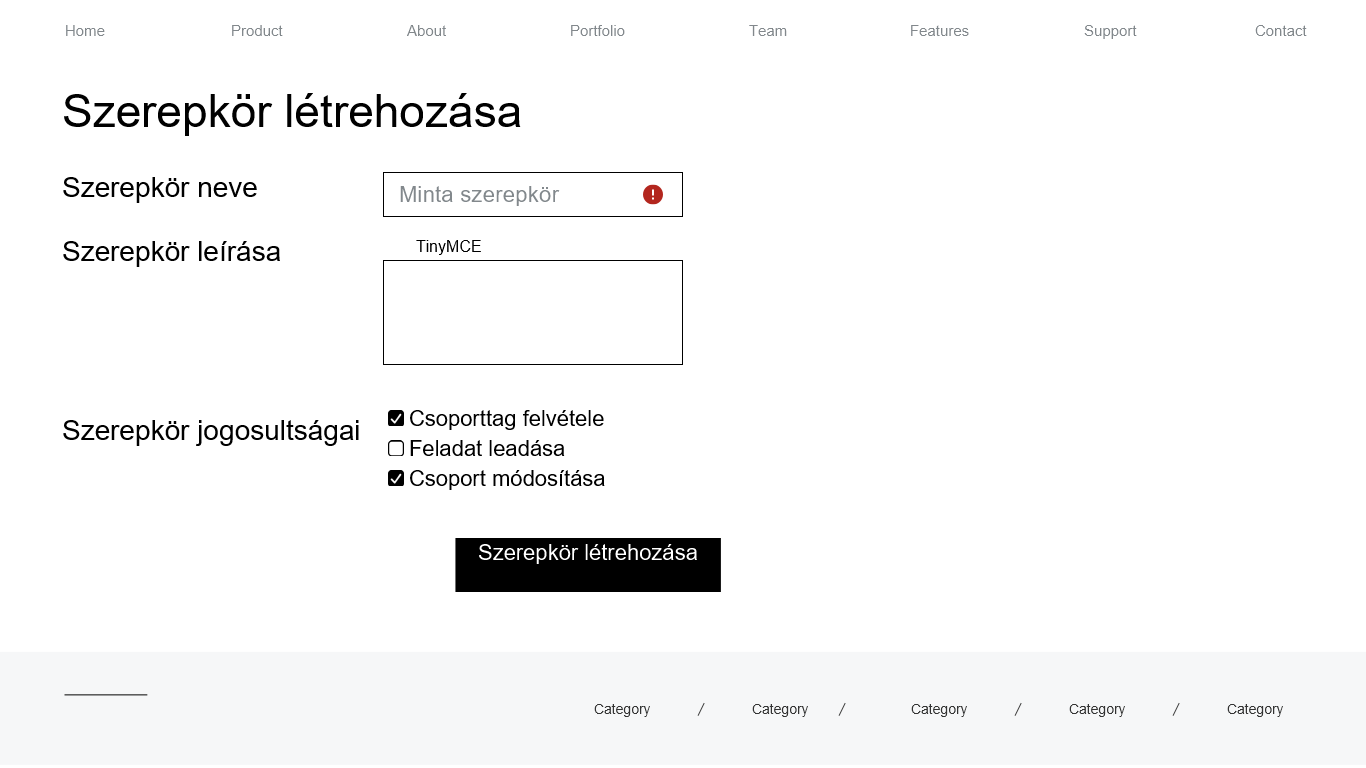 Home Product About Portfolio Team Features Support Contact
Szerepkör létrehozása
Szerepkör neve
Minta szerepkör
Szerepkör leírása
TinyMCE
Szerepkör jogosultságai
Csoporttag felvétele
Feladat leadása
Csoport módosítása
Szerepkör létrehozása
Category / Category / Category / Category / Category